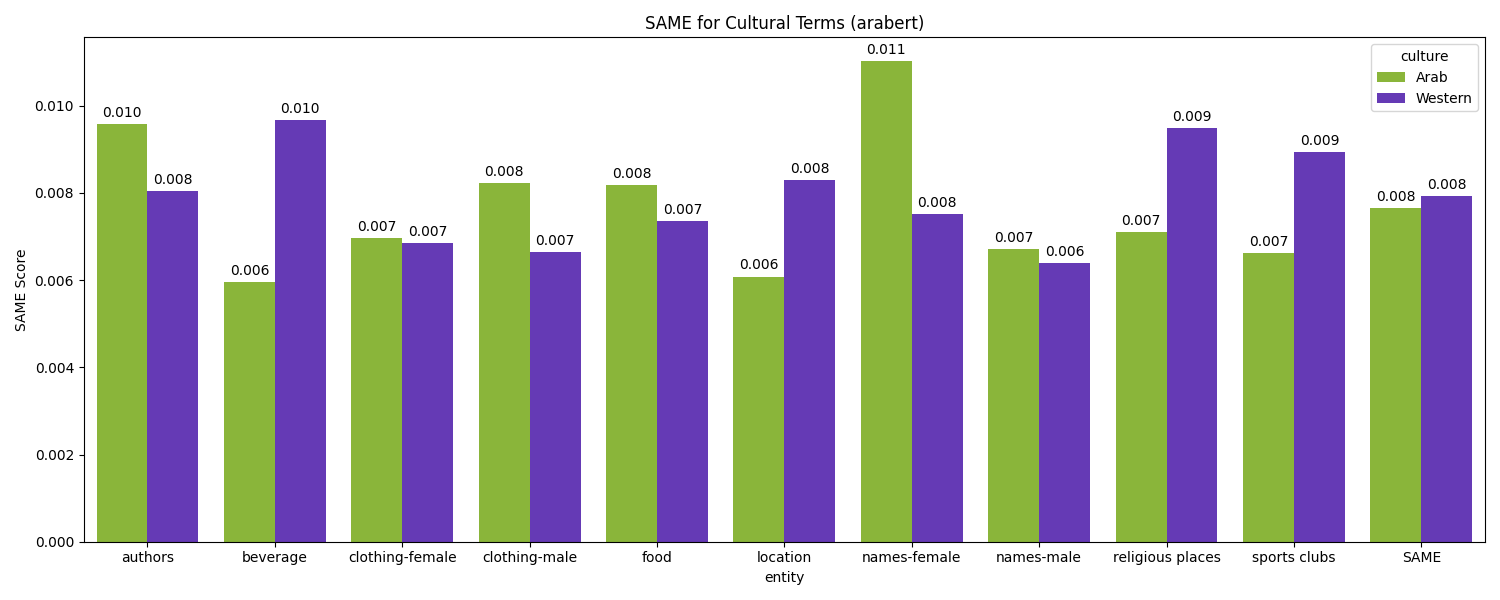 SAME for Cultural Terms (arabert)
culture
Arab
Western
SAME Score
0.010
0.008
0.006
0.004
0.002
0.000
0.010
0.008
0.006
0.010
0.007
0.007
0.008
0.007
0.008
0.007
0.006
0.008
0.011
0.008
0.007
0.006
0.007
0.009
0.007
0.009
0.008
0.008
authors
beverage
clothing-female
clothing-male
food
location
names-female
names-male
religious places
sports clubs
SAME
entity